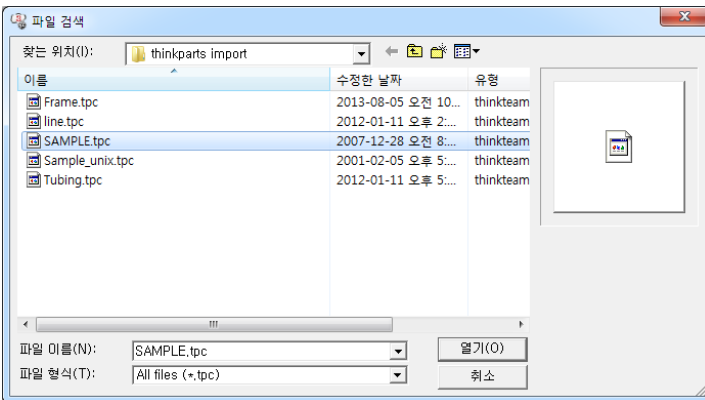 파일 검색
찾는 위치(I): thinkparts import
이름 수정한 날짜 유형
Frame.tpc 2013-08-05 오전 10... thinkteam
line.tpc 2012-01-11 오후 2:... thinkteam
SAMPLE.tpc 2007-12-28 오전 8:... thinkteam
Sample_unix.tpc 2001-02-05 오후 5:... thinkteam
Tubing.tpc 2012-01-11 오후 5:... thinkteam
파일 이름(N): SAMPLE.tpc 열기(O)
파일 형식(T): All files (*.tpc) 취소